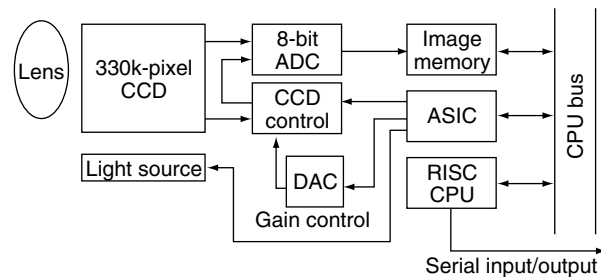 Lens
330k-pixel
CCD
8-bit
ADC
Image
memory
CCD
control
ASIC
CPU bus
Light source
DAC
Gain control
RISC
CPU
Serial input/output